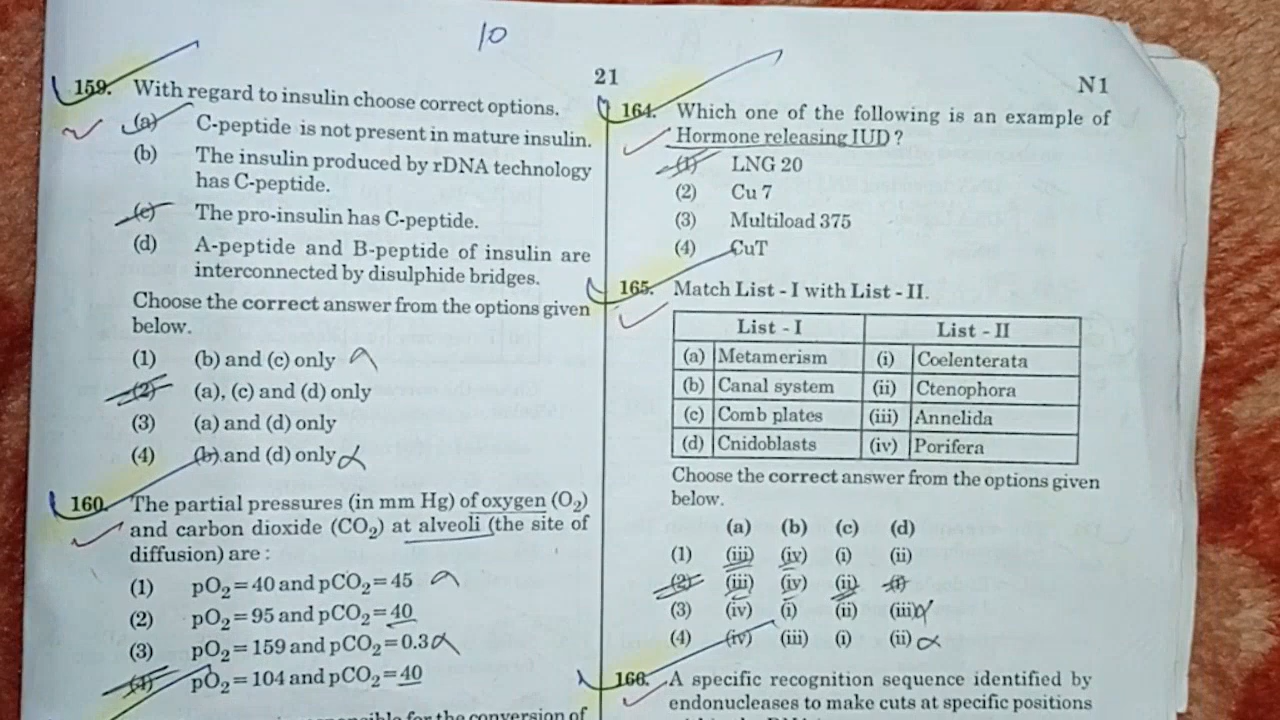 10
21
N1
159. With regard to insulin choose correct options.
(a) C-peptide is not present in mature insulin.
(b) The insulin produced by rDNA technology
has C-peptide.
(c) The pro-insulin has C-peptide.
(d) A-peptide and B-peptide of insulin are
interconnected by disulphide bridges.
Choose the correct answer from the options given
below.
(1) (b) and (c) only
(2) (a), (c) and (d) only
(3) (a) and (d) only
(4) (b) and (d) only
160. The partial pressures (in mm Hg) of oxygen (O₂)
and carbon dioxide (CO₂) at alveoli (the site of
diffusion) are :
(1) pO₂ = 40 and pCO₂ = 45
(2) pO₂ = 95 and pCO₂ = 40
(3) pO₂ = 159 and pCO₂ = 0.3
(4) pO₂ = 104 and pCO₂ = 40
for the conversion of
164. Which one of the following is an example of
Hormone releasing IUD ?
(1) LNG 20
(2) Cu 7
(3) Multiload 375
(4) CuT
165. Match List - I with List - II.
List - I List - II
(a) Metamerism (i) Coelenterata
(b) Canal system (ii) Ctenophora
(c) Comb plates (iii) Annelida
(d) Cnidoblasts (iv) Porifera
Choose the correct answer from the options given
below.
(a) (b) (c) (d)
(1) (iii) (iv) (i) (ii)
(2) (iii) (iv) (ii) (i)
(3) (iv) (i) (ii) (iii)
(4) (iv) (iii) (i) (ii)
166. A specific recognition sequence identified by
endonucleases to make cuts at specific positions